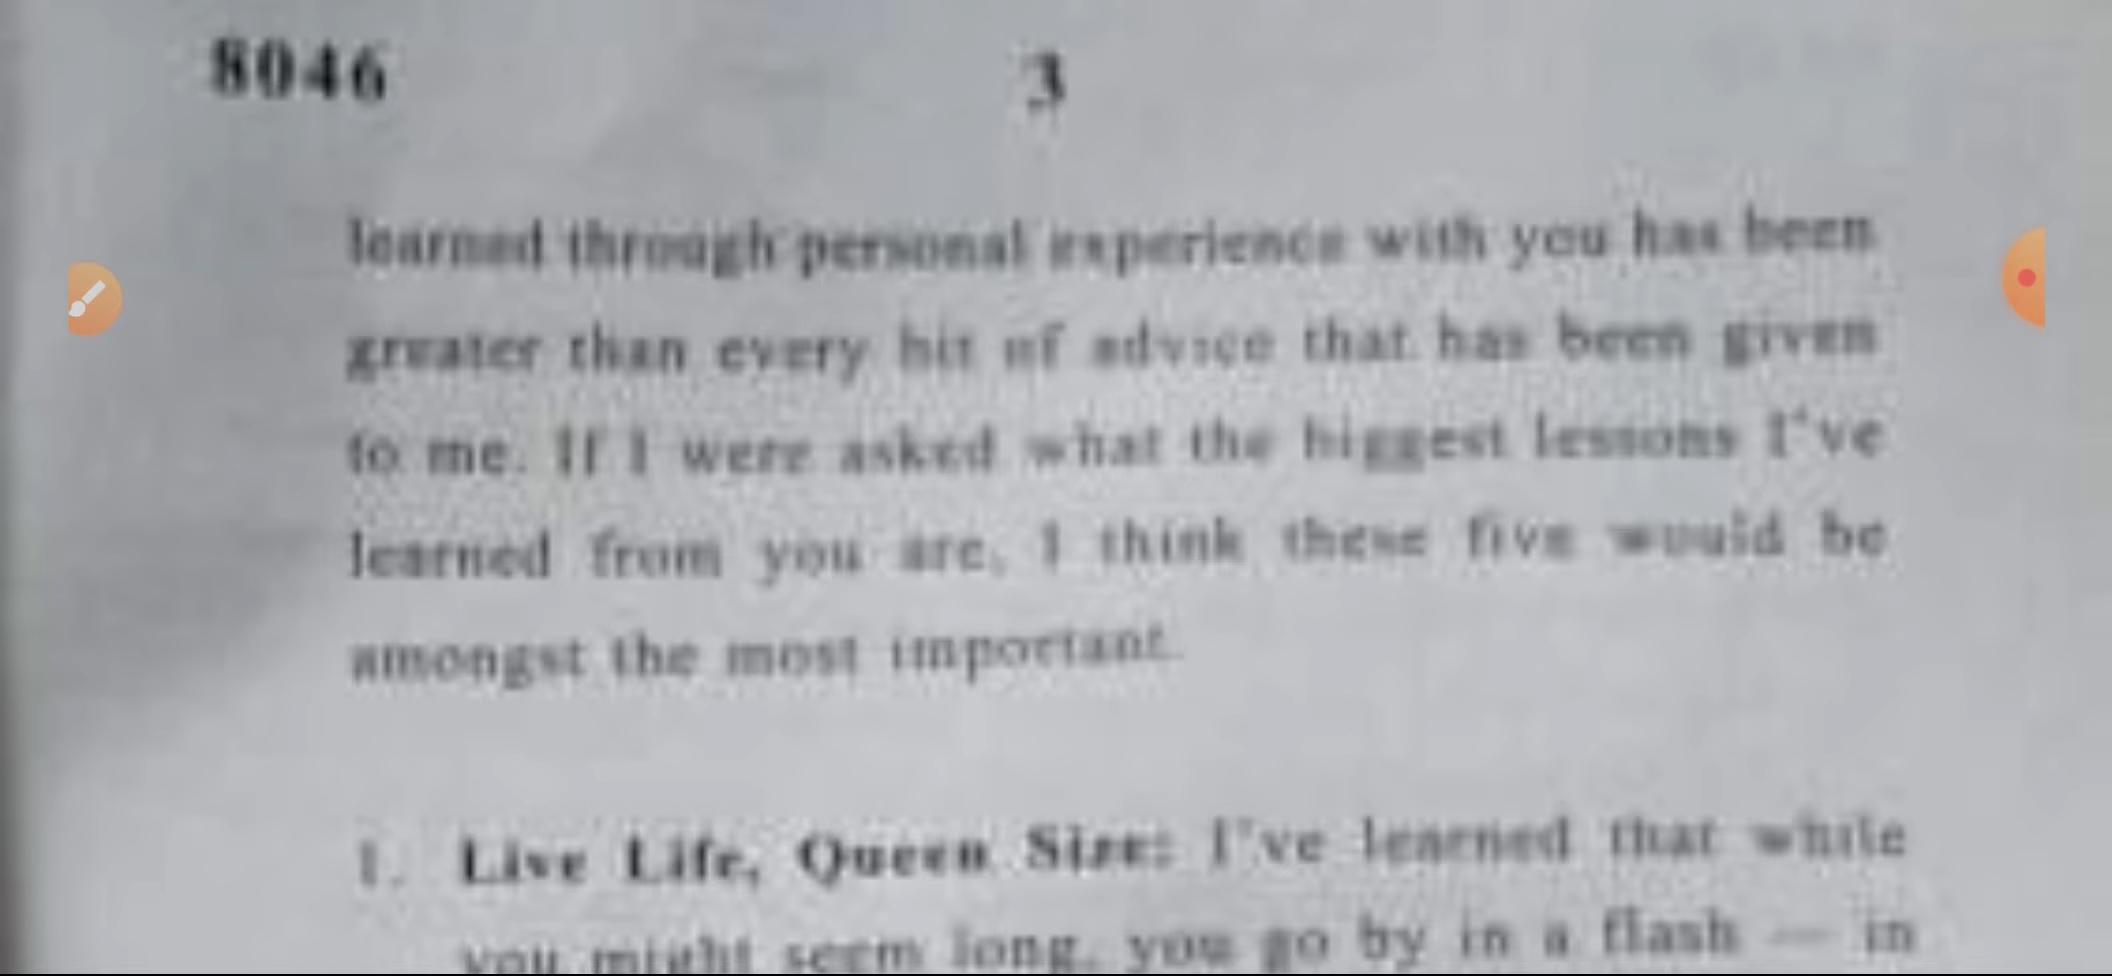 8046
3
learned through personal experience with you has been
greater than every bit of advice that has been given
to me. If I were asked what the biggest lessons I've
learned from you are, I think these five would be
amongst the most important.
1. Live Life, Queen Size: I've learned that while
you might seem long, you go by in a flash — in